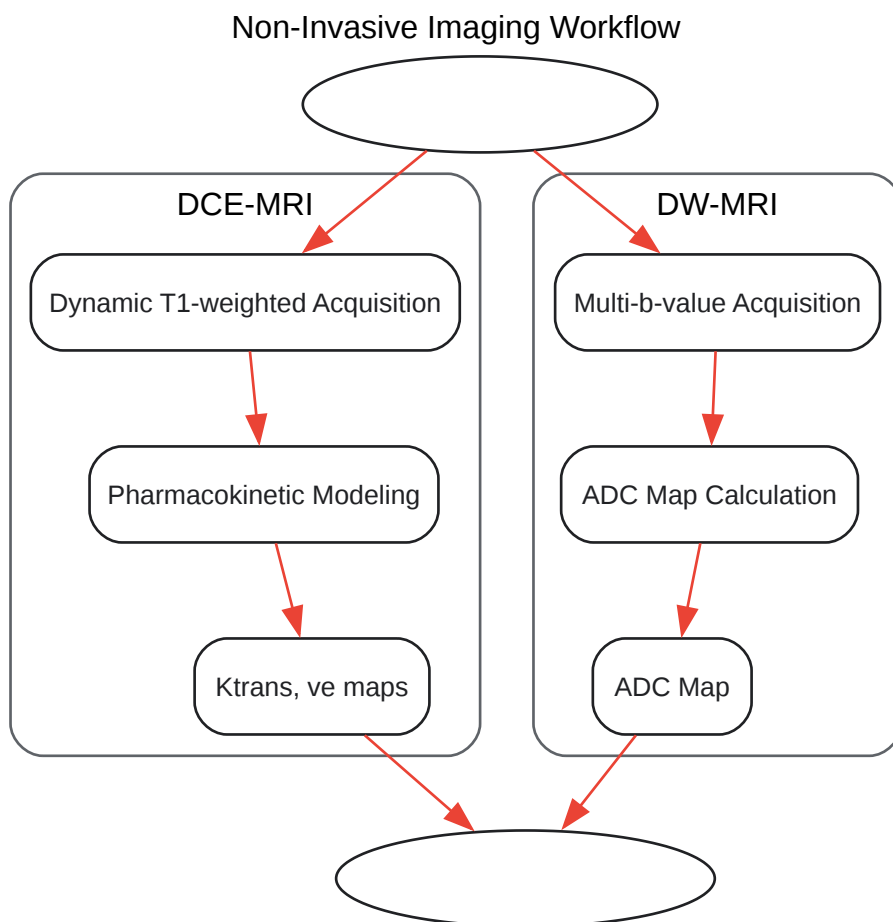 Non-Invasive Imaging Workflow
DCE-MRI
Dynamic T1-weighted Acquisition
Pharmacokinetic Modeling
Ktrans, ve maps
DW-MRI
Multi-b-value Acquisition
ADC Map Calculation
ADC Map